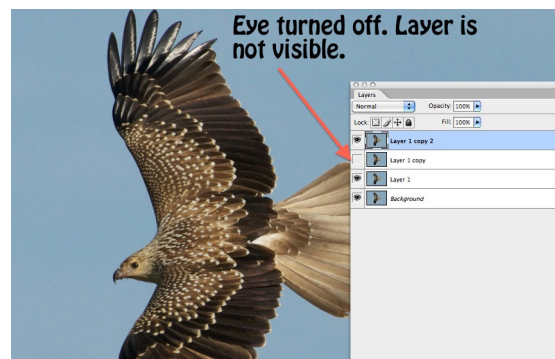 Eye turned off. Layer is
not visible.
Layers
Normal
Opacity: 100%
Lock:
Fill: 100%
Layer 1 copy 2
Layer 1 copy
Layer 1
Background